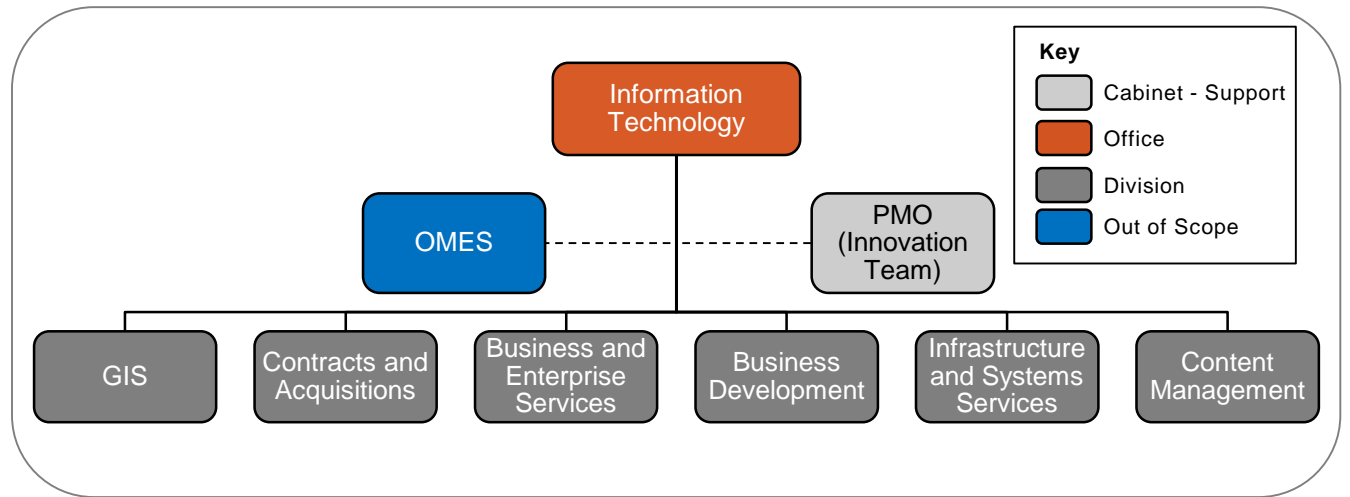 Information
Technology
Key
Cabinet - Support
Office
Division
Out of Scope
OMES
PMO
(Innovation
Team)
GIS
Contracts and
Acquisitions
Business and
Enterprise
Services
Business
Development
Infrastructure
and Systems
Services
Content
Management